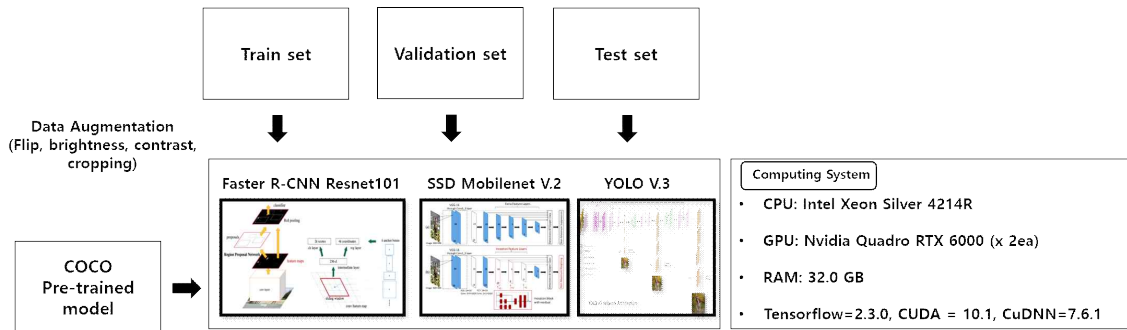 Train set
Validation set
Test set
Data Augmentation
(Flip, brightness, contrast,
cropping)
Faster R-CNN Resnet101
SSD Mobilenet V.2
YOLO V.3
COCO
Pre-trained
model
Computing System
• CPU: Intel Xeon Silver 4214R
• GPU: Nvidia Quadro RTX 6000 (x 2ea)
• RAM: 32.0 GB
• Tensorflow=2.3.0, CUDA = 10.1, CuDNN=7.6.1